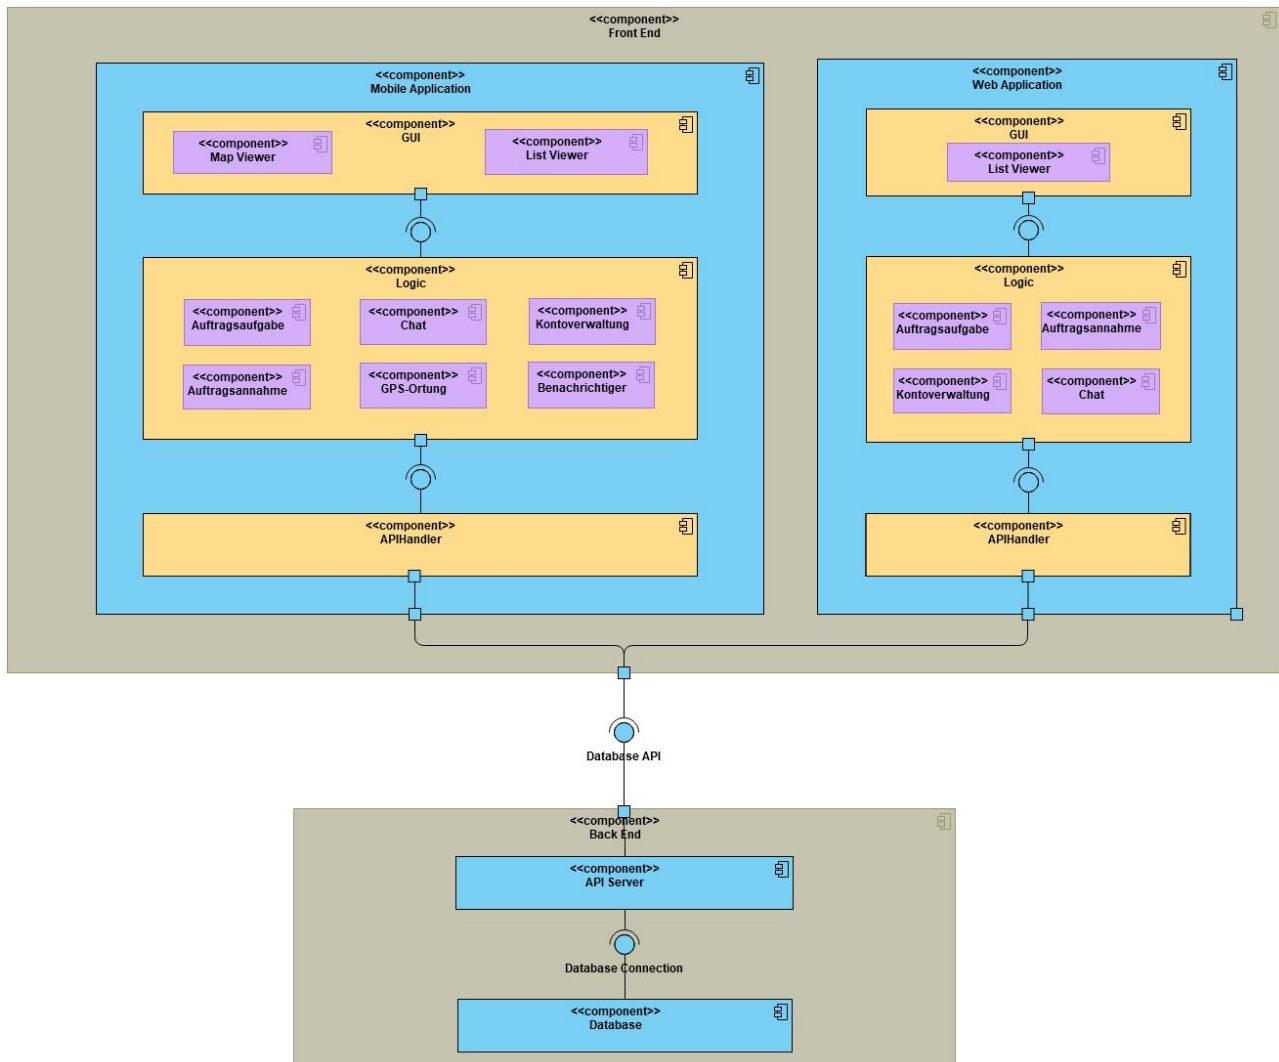 <<component>>
Front End
<<component>>
Mobile Application
<<component>>
GUI
<<component>>
Map Viewer
<<component>>
List Viewer
<<component>>
Logic
<<component>>
Auftragsaufgabe
<<component>>
Chat
<<component>>
Kontoverwaltung
<<component>>
Auftragsannahme
<<component>>
GPS-Ortung
<<component>>
Benachrichtiger
<<component>>
APIHandler
<<component>>
Web Application
<<component>>
GUI
<<component>>
List Viewer
<<component>>
Logic
<<component>>
Auftragsaufgabe
<<component>>
Auftragsannahme
<<component>>
Kontoverwaltung
<<component>>
Chat
<<component>>
APIHandler
Database API
<<component>>
Back End
<<component>>
API Server
Database Connection
<<component>>
Database